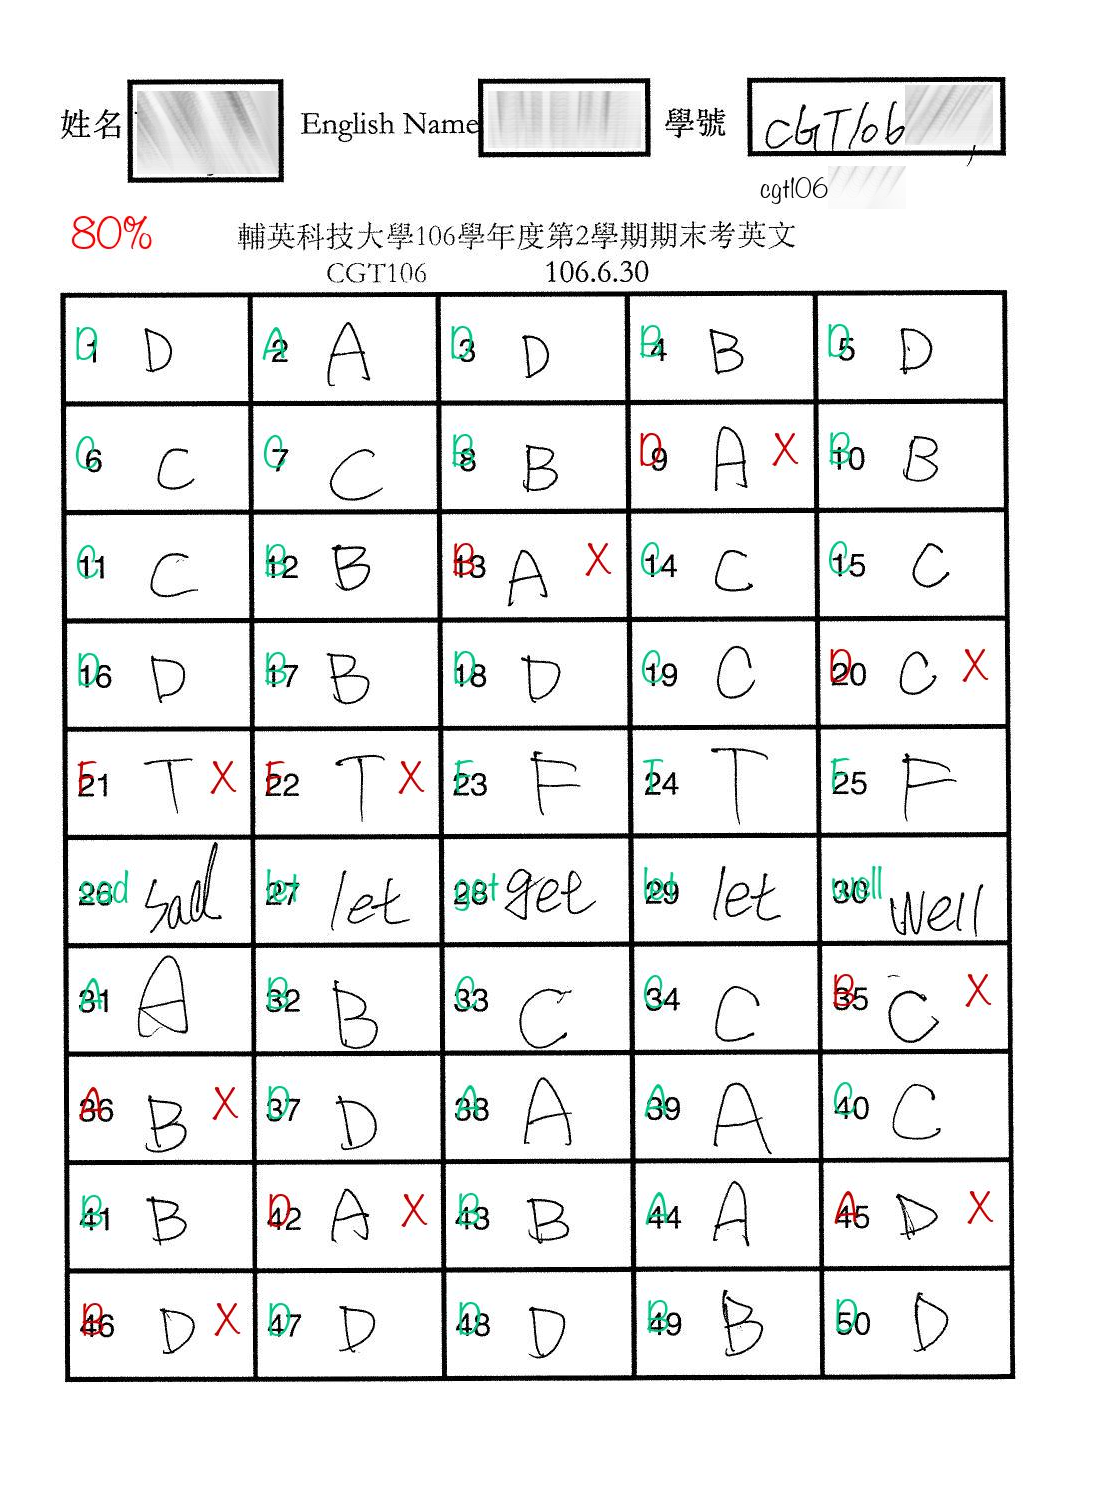 姓名 English Name 學號 CGT106
cgt106
80% 輔英科技大學106學年度第2學期期末考英文
CGT106 106.6.30
D 1 D A 2 A D 3 D B 4 B D 5 D
C 6 C C 7 C B 8 B D 9 A X B 10 B
C 11 C B 12 B B 13 A X C 14 C C 15 C
D 16 D B 17 B D 18 D C 19 C D 20 C X
F 21 T X F 22 T X F 23 F T 24 T F 25 F
sad 26 sad let 27 let get 28 get let 29 let well 30 well
A 31 A B 32 B C 33 C C 34 C B 35 C X
A 36 B X D 37 D A 38 A A 39 A C 40 C
B 41 B D 42 A X B 43 B A 44 A A 45 D X
B 46 D X D 47 D D 48 D B 49 B D 50 D